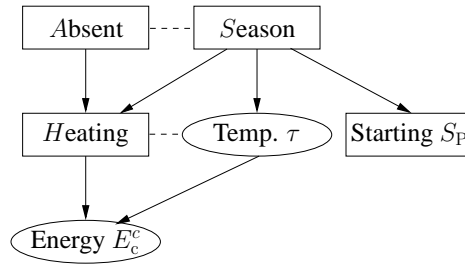 Absent
Season
Heating
Temp. τ
Starting S_P
Energy E_c^c